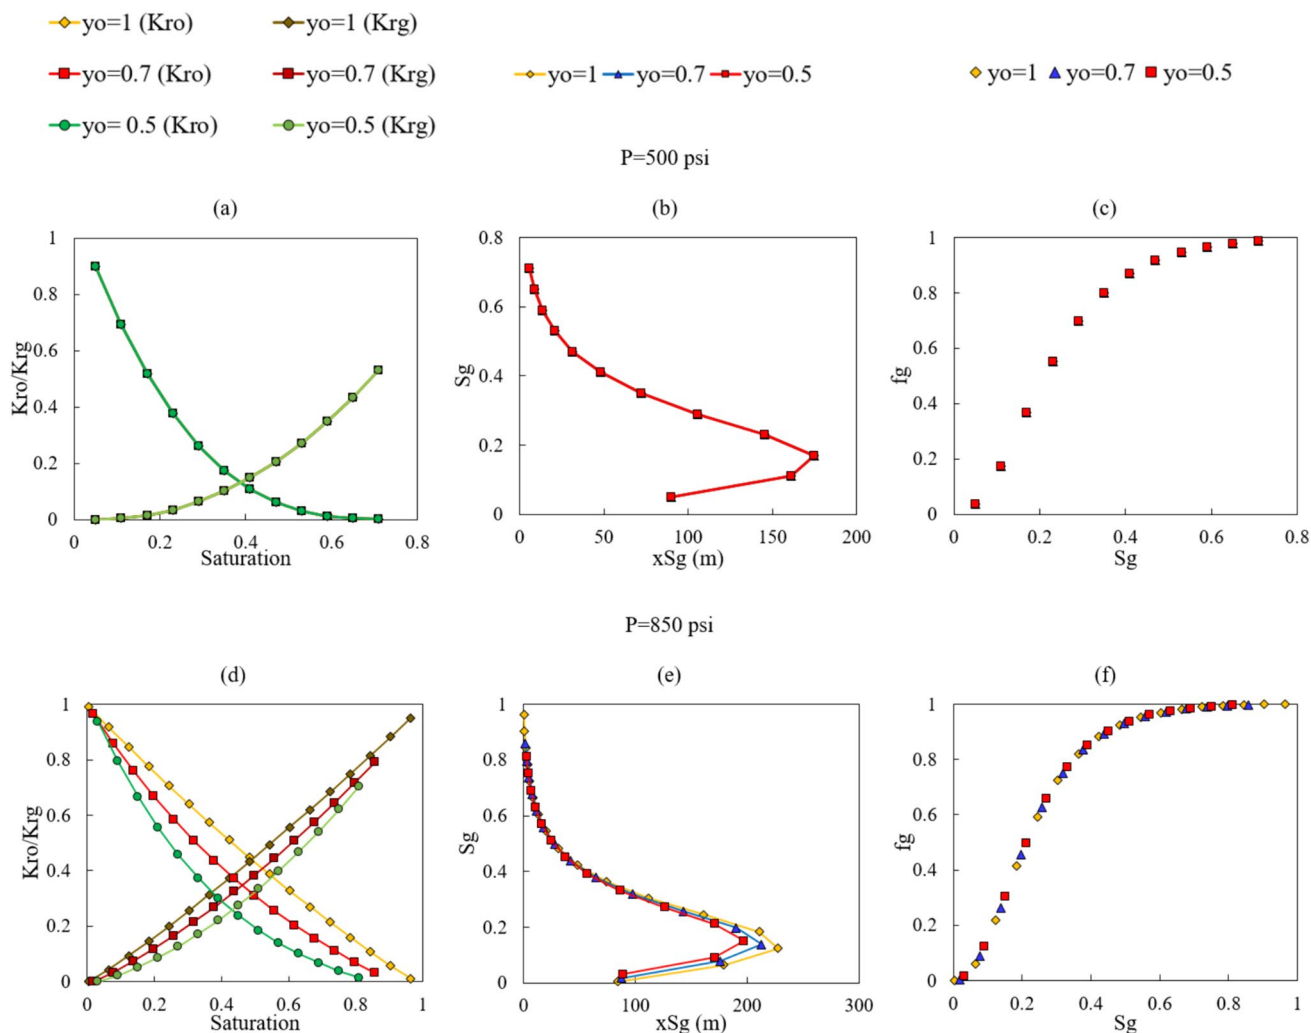 yo=1 (Kro) yo=1 (Krg)
yo=0.7 (Kro) yo=0.7 (Krg) yo=1 yo=0.7 yo=0.5 yo=1 yo=0.7 yo=0.5
yo= 0.5 (Kro) yo=0.5 (Krg)
P=500 psi
(a) (b) (c)
1 0.8 1
0.8 0.8
0.6
0.6 0.6
Kro/Krg Sg 0.4 fg
0.4 0.4
0.2
0.2 0.2
0 0 0
0 0.2 0.4 0.6 0.8 0 50 100 150 200 0 0.2 0.4 0.6 0.8
Saturation xSg (m) Sg
P=850 psi
(d) (e) (f)
1 1 1
0.8 0.8 0.8
0.6 0.6 0.6
Kro/Krg Sg fg
0.4 0.4 0.4
0.2 0.2 0.2
0 0 0
0 0.2 0.4 0.6 0.8 1 0 100 200 300 0 0.2 0.4 0.6 0.8 1
Saturation xSg (m) Sg